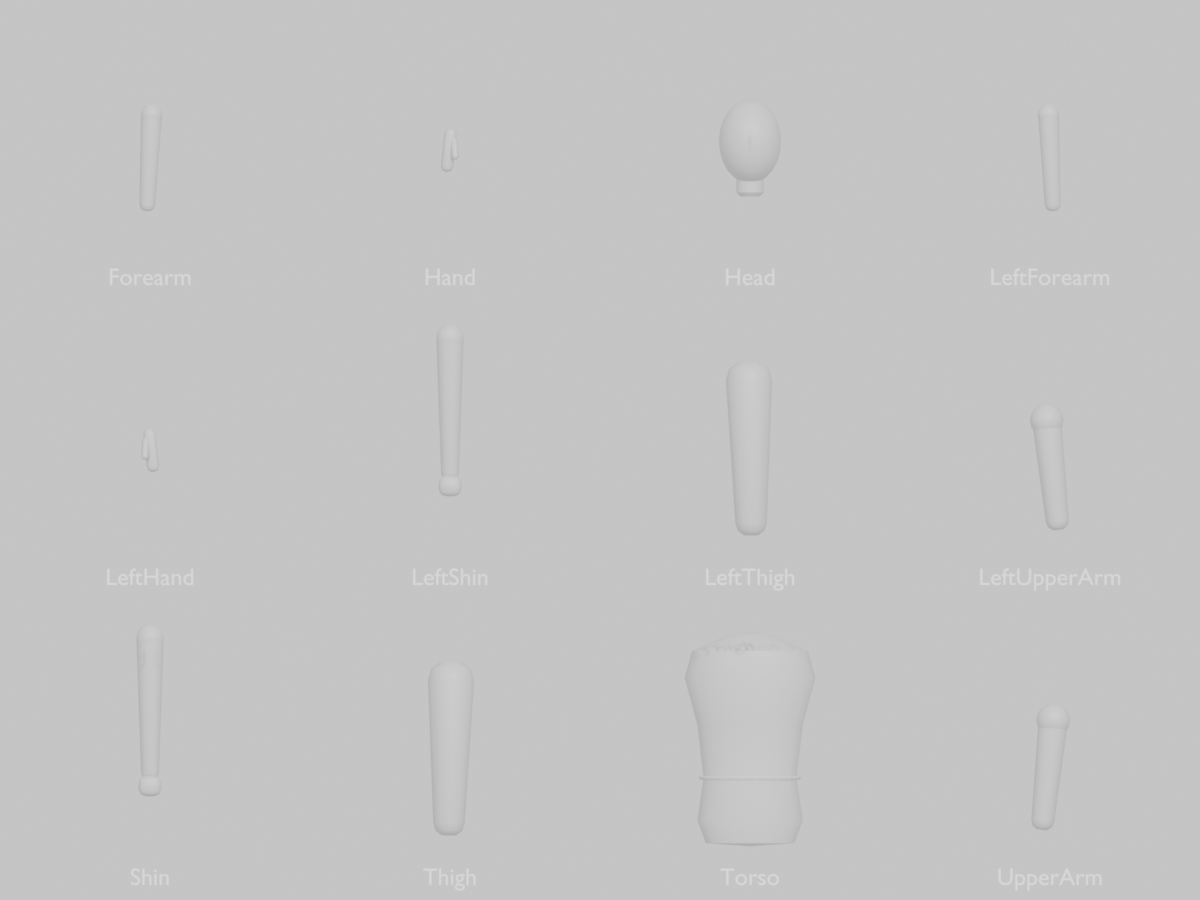 Forearm
Hand
Head
LeftForearm
LeftHand
LeftShin
LeftThigh
LeftUpperArm
Shin
Thigh
Torso
UpperArm